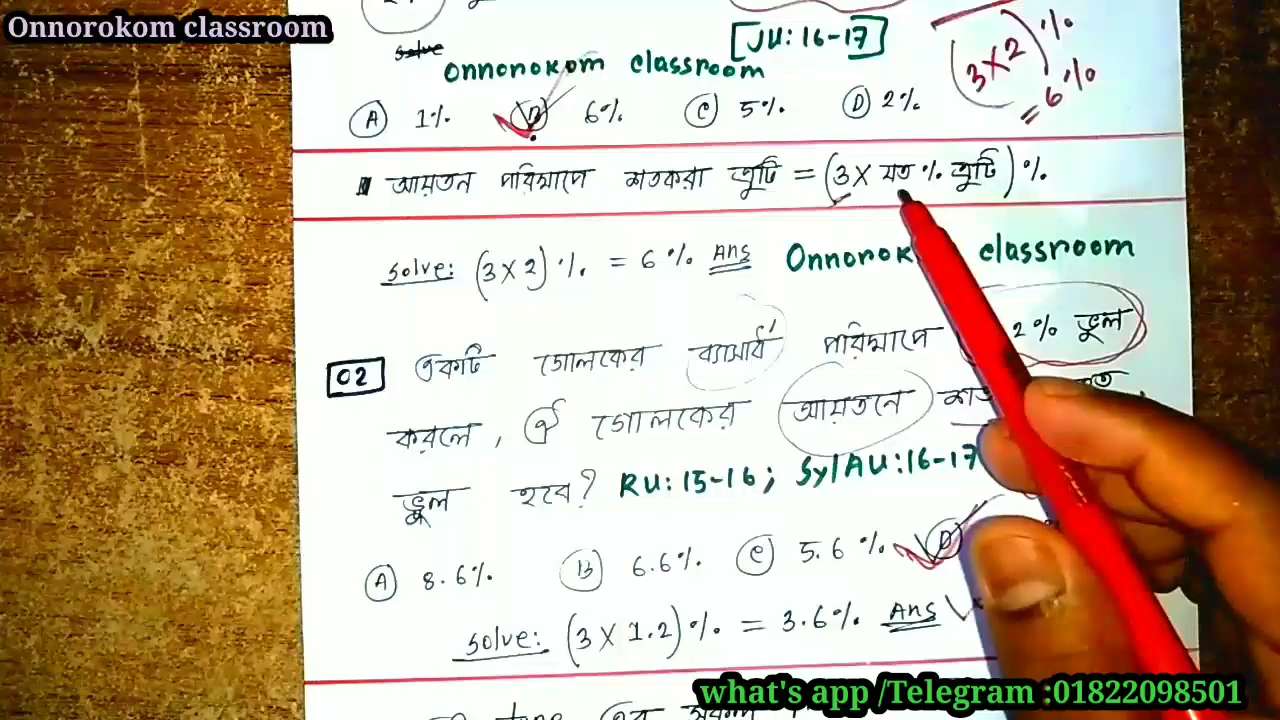 Onnorokom classroom
[JU: 16-17]
solve
Onnonokom classroom
(3×2)%
= 6%
(A) 1% (B) 6% (C) 5% (D) 2%
আয়তন পরিমাপে শতকরা ত্রুটি = (3 × যত % ত্রুটি) %
Solve: (3 × 2) % = 6% Ans Onnorok classroom
02 একটি গোলকের ব্যাসার্ধ পরিমাপে 2% ভুল
করলে, ঐ গোলকের আয়তনে শত
ভুল হবে? RU: 15-16; SylAU: 16-17
(A) 8.6% (B) 6.6% (C) 5.6% (D)
Solve: (3 × 1.2) % = 3.6% Ans
what's app /Telegram :01822098501